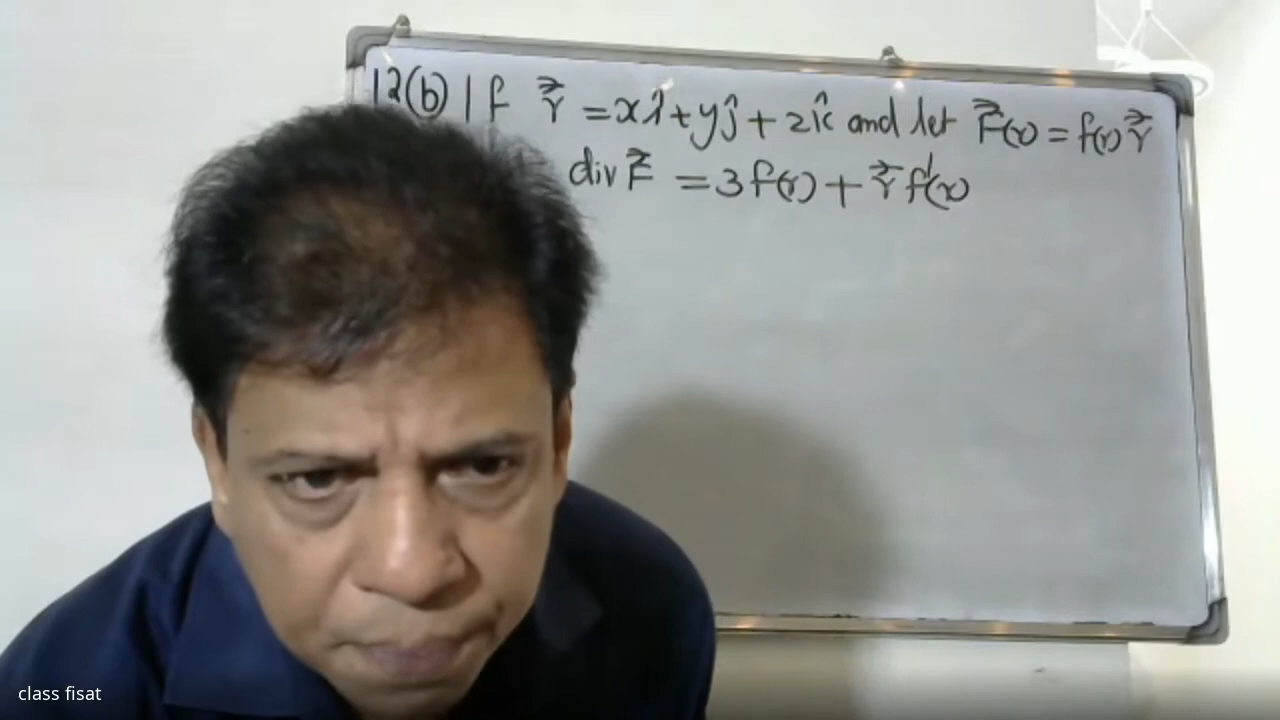 12(b) If r⃗ = xî+yĵ+zk̂ and let F⃗(r) = f(r) r⃗
div F⃗ = 3f(r) + r⃗ f'(r)
class fisat